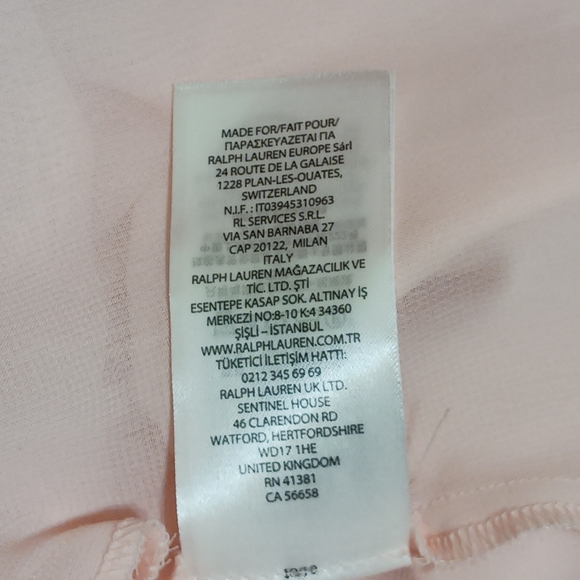 MADE FOR/FAIT POUR/
ΠΑΡΑΣΚΕΥΑΖΕΤΑΙ ΓΙΑ
RALPH LAUREN EUROPE Sárl
24 ROUTE DE LA GALAISE
1228 PLAN-LES-OUATES,
SWITZERLAND
N.I.F. : IT03945310963
RL SERVICES S.R.L.
VIA SAN BARNABA 27
CAP 20122, MILAN
ITALY
RALPH LAUREN MAĞAZACILIK VE
TİC. LTD. ŞTİ
ESENTEPE KASAP SOK. ALTINAY İŞ
MERKEZİ NO:8-10 K:4 34360
ŞİŞLİ – İSTANBUL
WWW.RALPHLAUREN.COM.TR
TÜKETİCİ İLETİŞİM HATTI:
0212 345 69 69
RALPH LAUREN UK LTD.
SENTINEL HOUSE
46 CLARENDON RD
WATFORD, HERTFORDSHIRE
WD17 1HE
UNITED KINGDOM
RN 41381
CA 56658